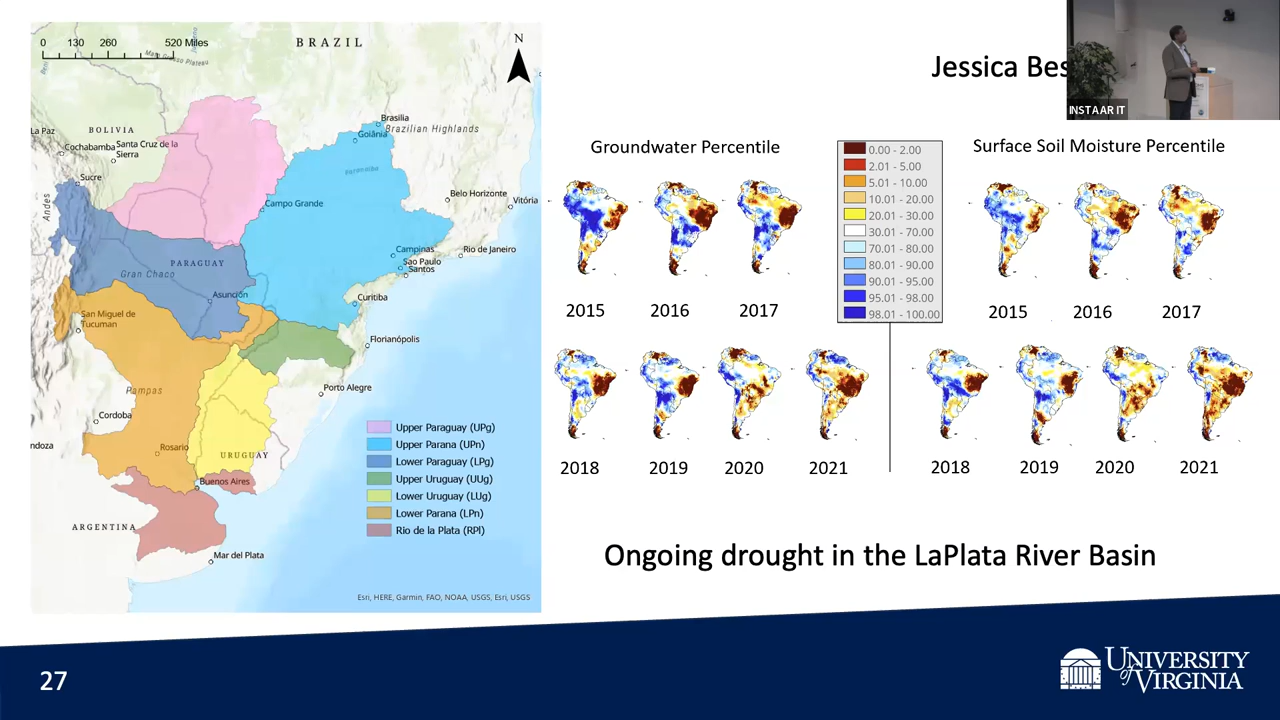 0 130 260 520 Miles
BRAZIL
N
Mato Grosso Plateau
Jessica Bes
INSTAAR IT
La Paz
BOLIVIA
Cochabamba
Santa Cruz de la
Sierra
Sucre
Andes
Brasilia
Goiânia
Brazilian Highlands
Campo Grande
Belo Horizonte
Vitória
PARAGUAY
Gran Chaco
Asunción
Campinas
Sao Paulo
Santos
Rio de Janeiro
Curitiba
San Miguel de
Tucuman
Florianópolis
Porto Alegre
Pampas
Cordoba
ndoza
Rosario
URUGUAY
Buenos Aires
ARGENTINA
Mar del Plata
Upper Paraguay (UPg)
Upper Parana (UPn)
Lower Paraguay (LPg)
Upper Uruguay (UUg)
Lower Uruguay (LUg)
Lower Parana (LPn)
Rio de la Plata (RPl)
Esri, HERE, Garmin, FAO, NOAA, USGS, Esri, USGS
Groundwater Percentile
0.00 - 2.00
2.01 - 5.00
5.01 - 10.00
10.01 - 20.00
20.01 - 30.00
30.01 - 70.00
70.01 - 80.00
80.01 - 90.00
90.01 - 95.00
95.01 - 98.00
98.01 - 100.00
Surface Soil Moisture Percentile
2015 2016 2017
2015 2016 2017
2018 2019 2020 2021
2018 2019 2020 2021
Ongoing drought in the LaPlata River Basin
27
UNIVERSITY
of VIRGINIA